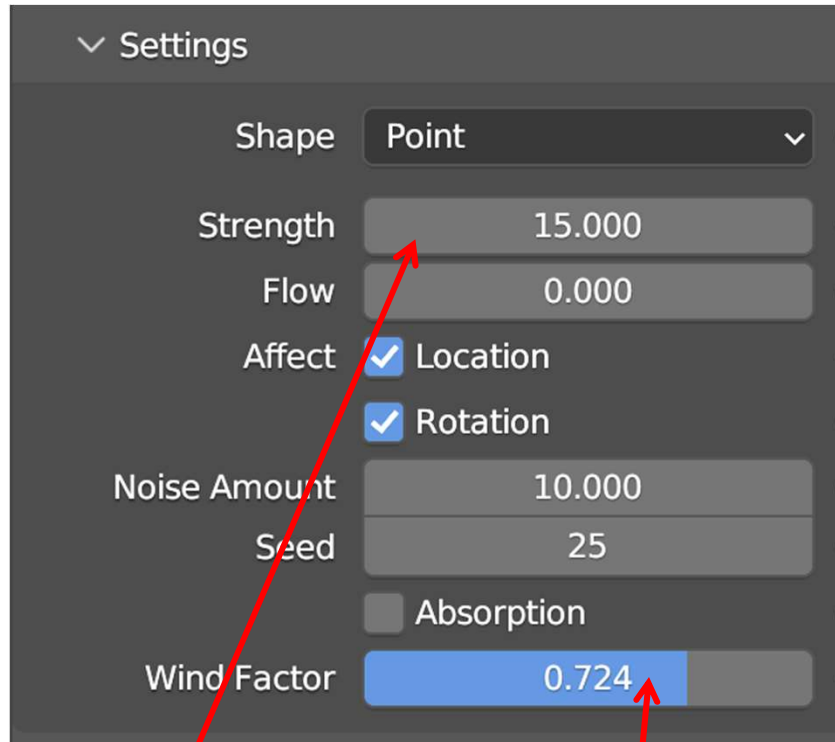 Settings
Shape Point
Strength 15.000
Flow 0.000
Affect Location
Rotation
Noise Amount 10.000
Seed 25
Absorption
Wind Factor 0.724